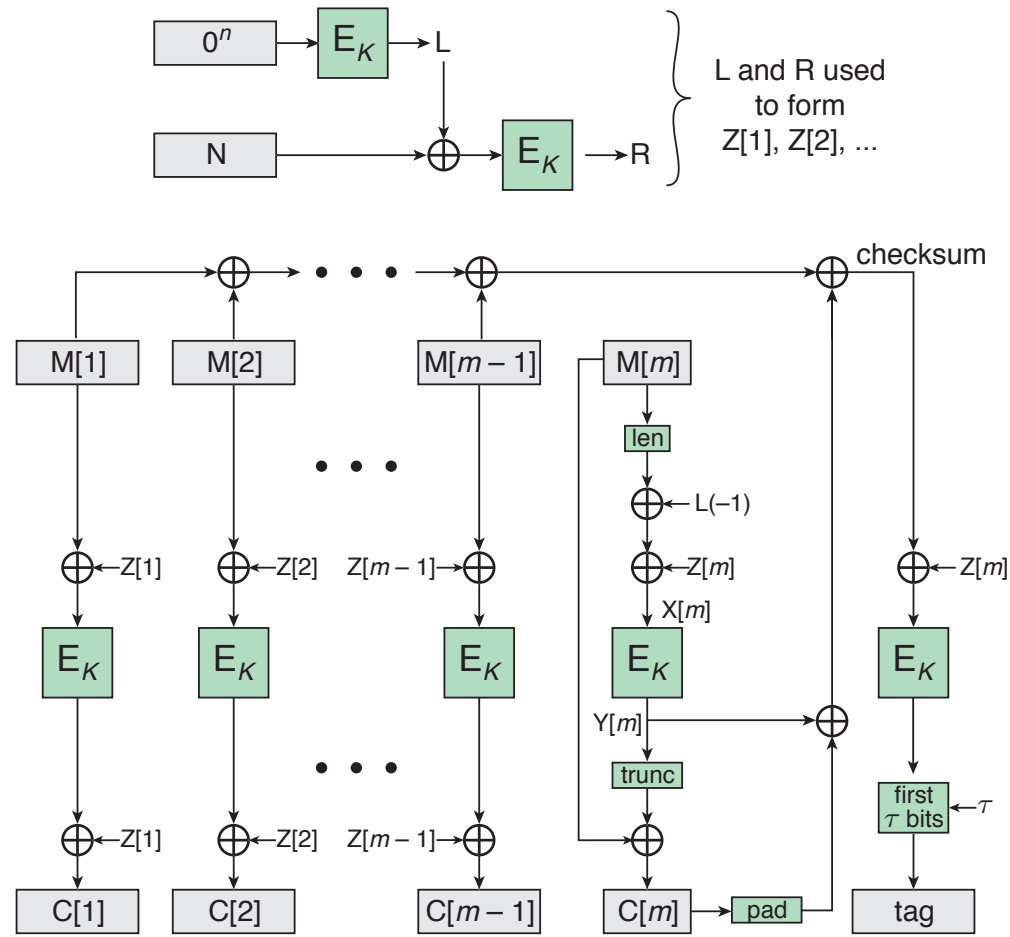 0ⁿ
E_K
L
N
E_K
R
L and R used
to form
Z[1], Z[2], ...
checksum
M[1]
M[2]
M[m – 1]
M[m]
len
L(–1)
Z[1]
Z[2]
Z[m – 1]
Z[m]
Z[m]
X[m]
E_K
E_K
E_K
E_K
E_K
Y[m]
trunc
first
τ bits
τ
Z[1]
Z[2]
Z[m – 1]
C[1]
C[2]
C[m – 1]
C[m]
pad
tag